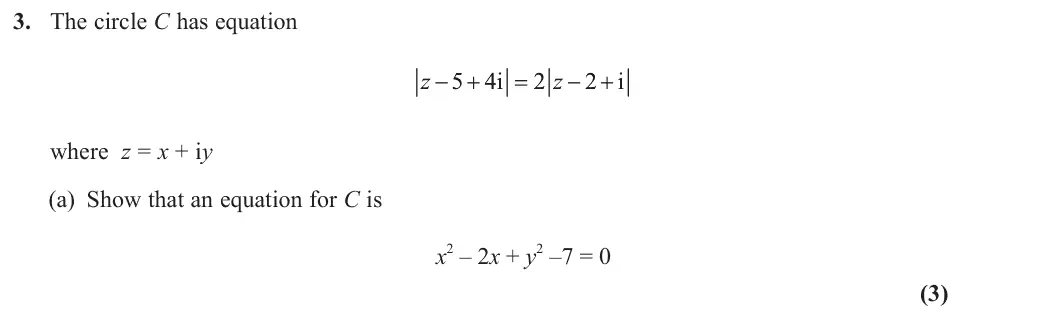 3. The circle C has equation
|z – 5 + 4i| = 2|z – 2 + i|
where z = x + iy
(a) Show that an equation for C is
x² – 2x + y² –7 = 0
(3)